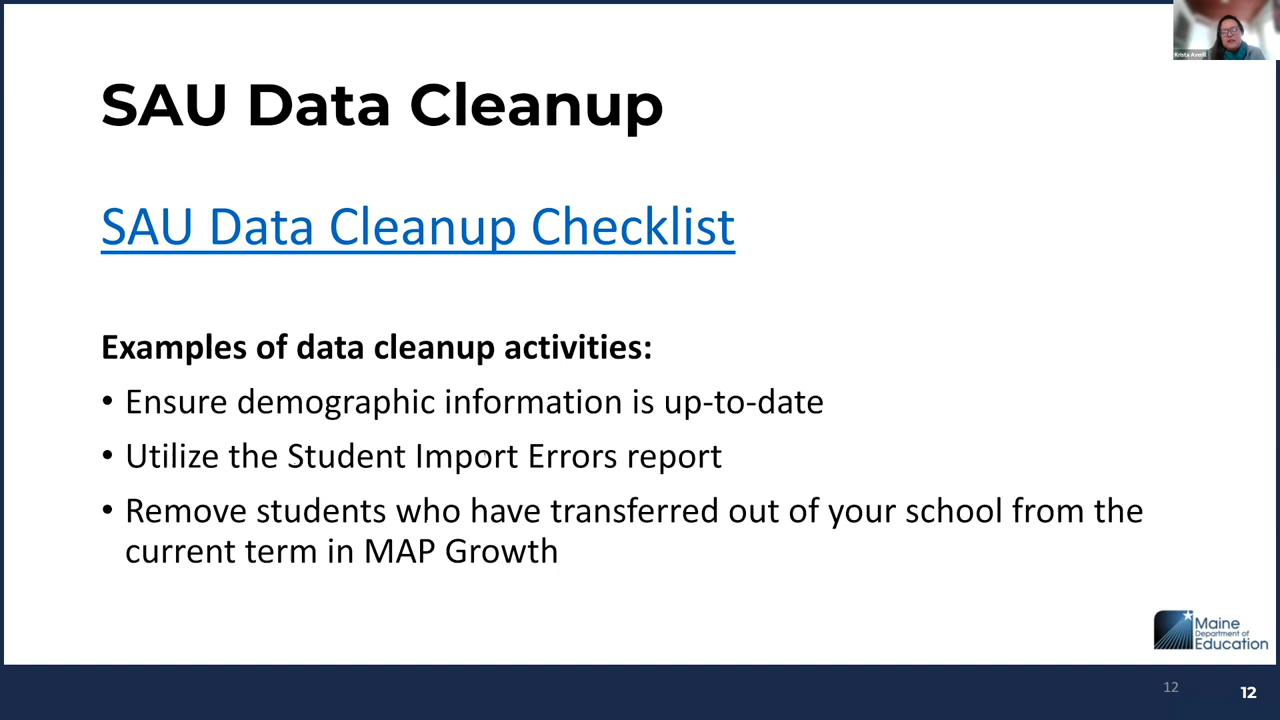 Krista Averill
SAU Data Cleanup
SAU Data Cleanup Checklist
Examples of data cleanup activities:
• Ensure demographic information is up-to-date
• Utilize the Student Import Errors report
• Remove students who have transferred out of your school from the
current term in MAP Growth
Maine
Department of
Education
12
12